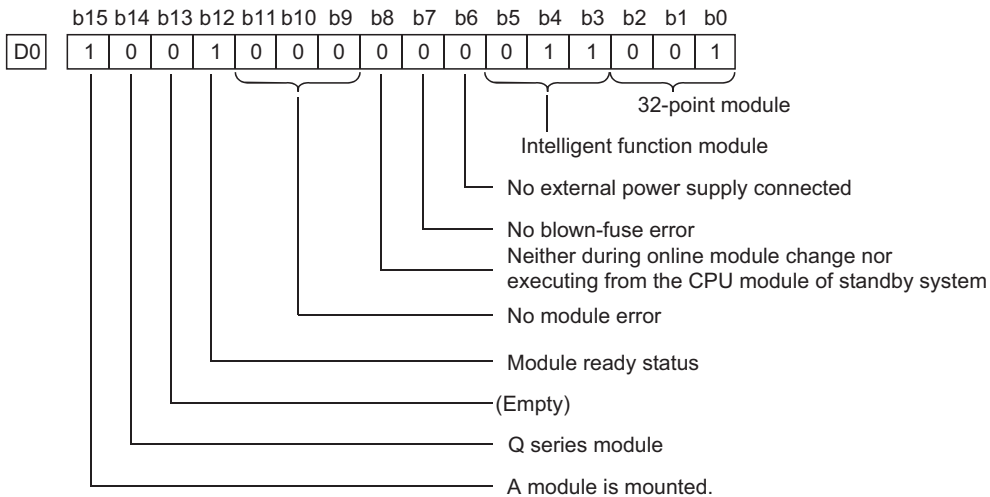 b15 b14 b13 b12 b11 b10 b9 b8 b7 b6 b5 b4 b3 b2 b1 b0
D0 1 0 0 1 0 0 0 0 0 0 0 1 1 0 0 1
32-point module
Intelligent function module
No external power supply connected
No blown-fuse error
Neither during online module change nor
executing from the CPU module of standby system
No module error
Module ready status
(Empty)
Q series module
A module is mounted.